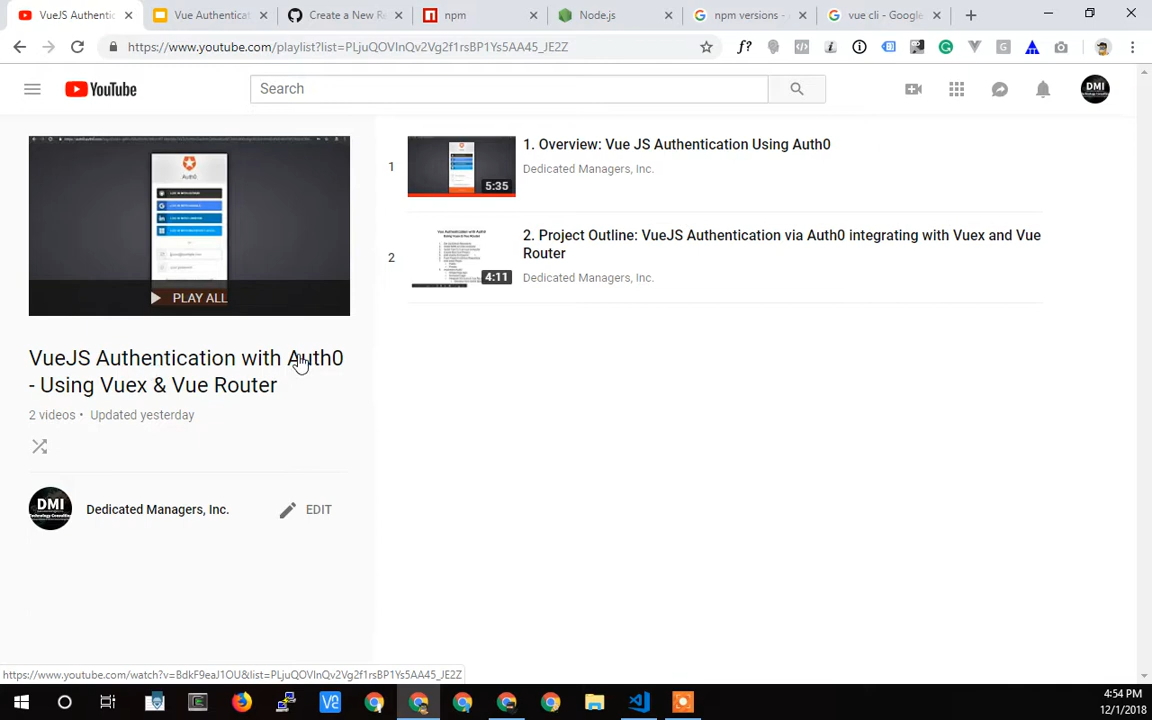 VueJS Authentic
Vue Authenticat
Create a New Re
npm
Node.js
npm versions -
vue cli - Google
https://www.youtube.com/playlist?list=PLjuQOVInQv2Vg2f1rsBP1Ys5AA45_JE2Z
f?
YouTube
Search
DMI
Auth0
PLAY ALL
VueJS Authentication with Auth0
- Using Vuex & Vue Router
2 videos • Updated yesterday
DMI
Dedicated Managers, Inc.
EDIT
1
5:35
1. Overview: Vue JS Authentication Using Auth0
Dedicated Managers, Inc.
2
4:11
2. Project Outline: VueJS Authentication via Auth0 integrating with Vuex and Vue
Router
Dedicated Managers, Inc.
https://www.youtube.com/watch?v=BdkF9eaJ1OU&list=PLjuQOVInQv2Vg2f1rsBP1Ys5AA45_JE2Z
4:54 PM
12/1/2018